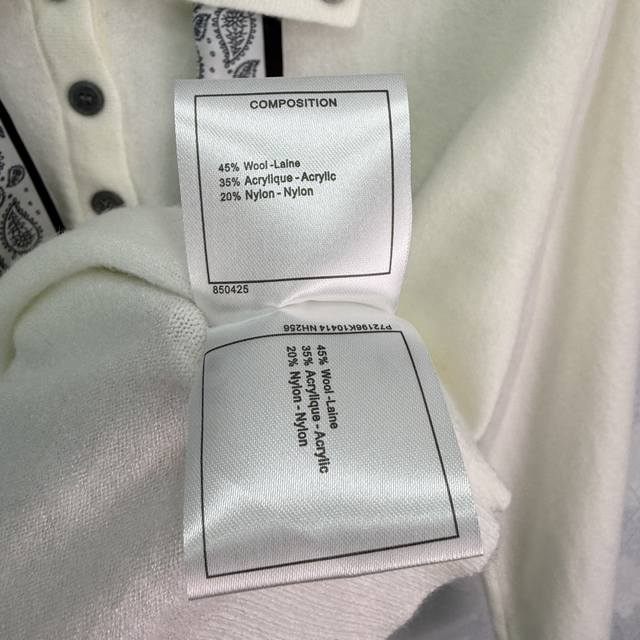 COMPOSITION
45% Wool -Laine
35% Acrylique - Acrylic
20% Nylon - Nylon
850425
P72196K10414 NH256
45% Wool -Laine
35% Acrylique - Acrylic
20% Nylon - Nylon